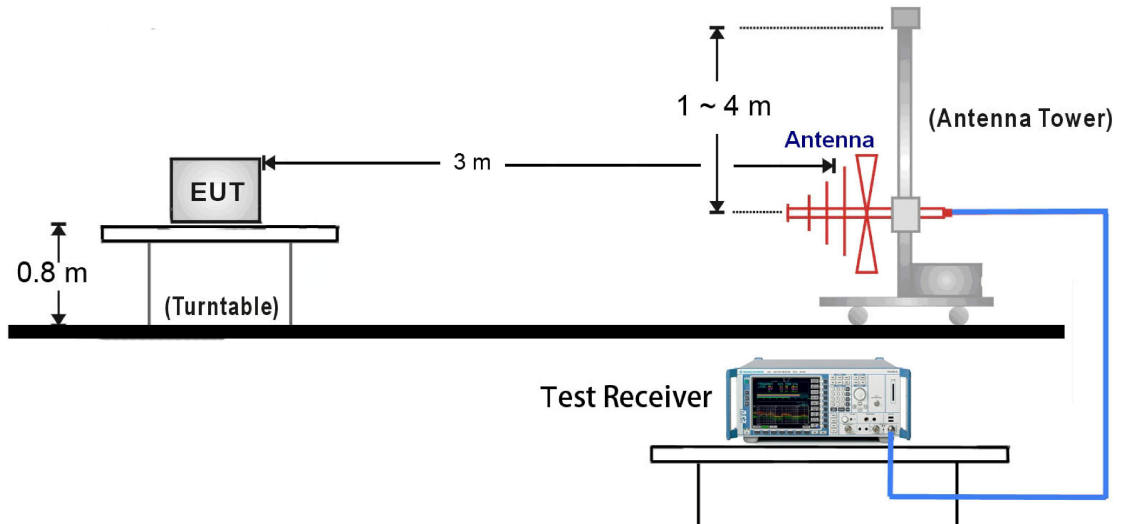 1 ~ 4 m
(Antenna Tower)
Antenna
3 m
EUT
0.8 m
(Turntable)
Test Receiver